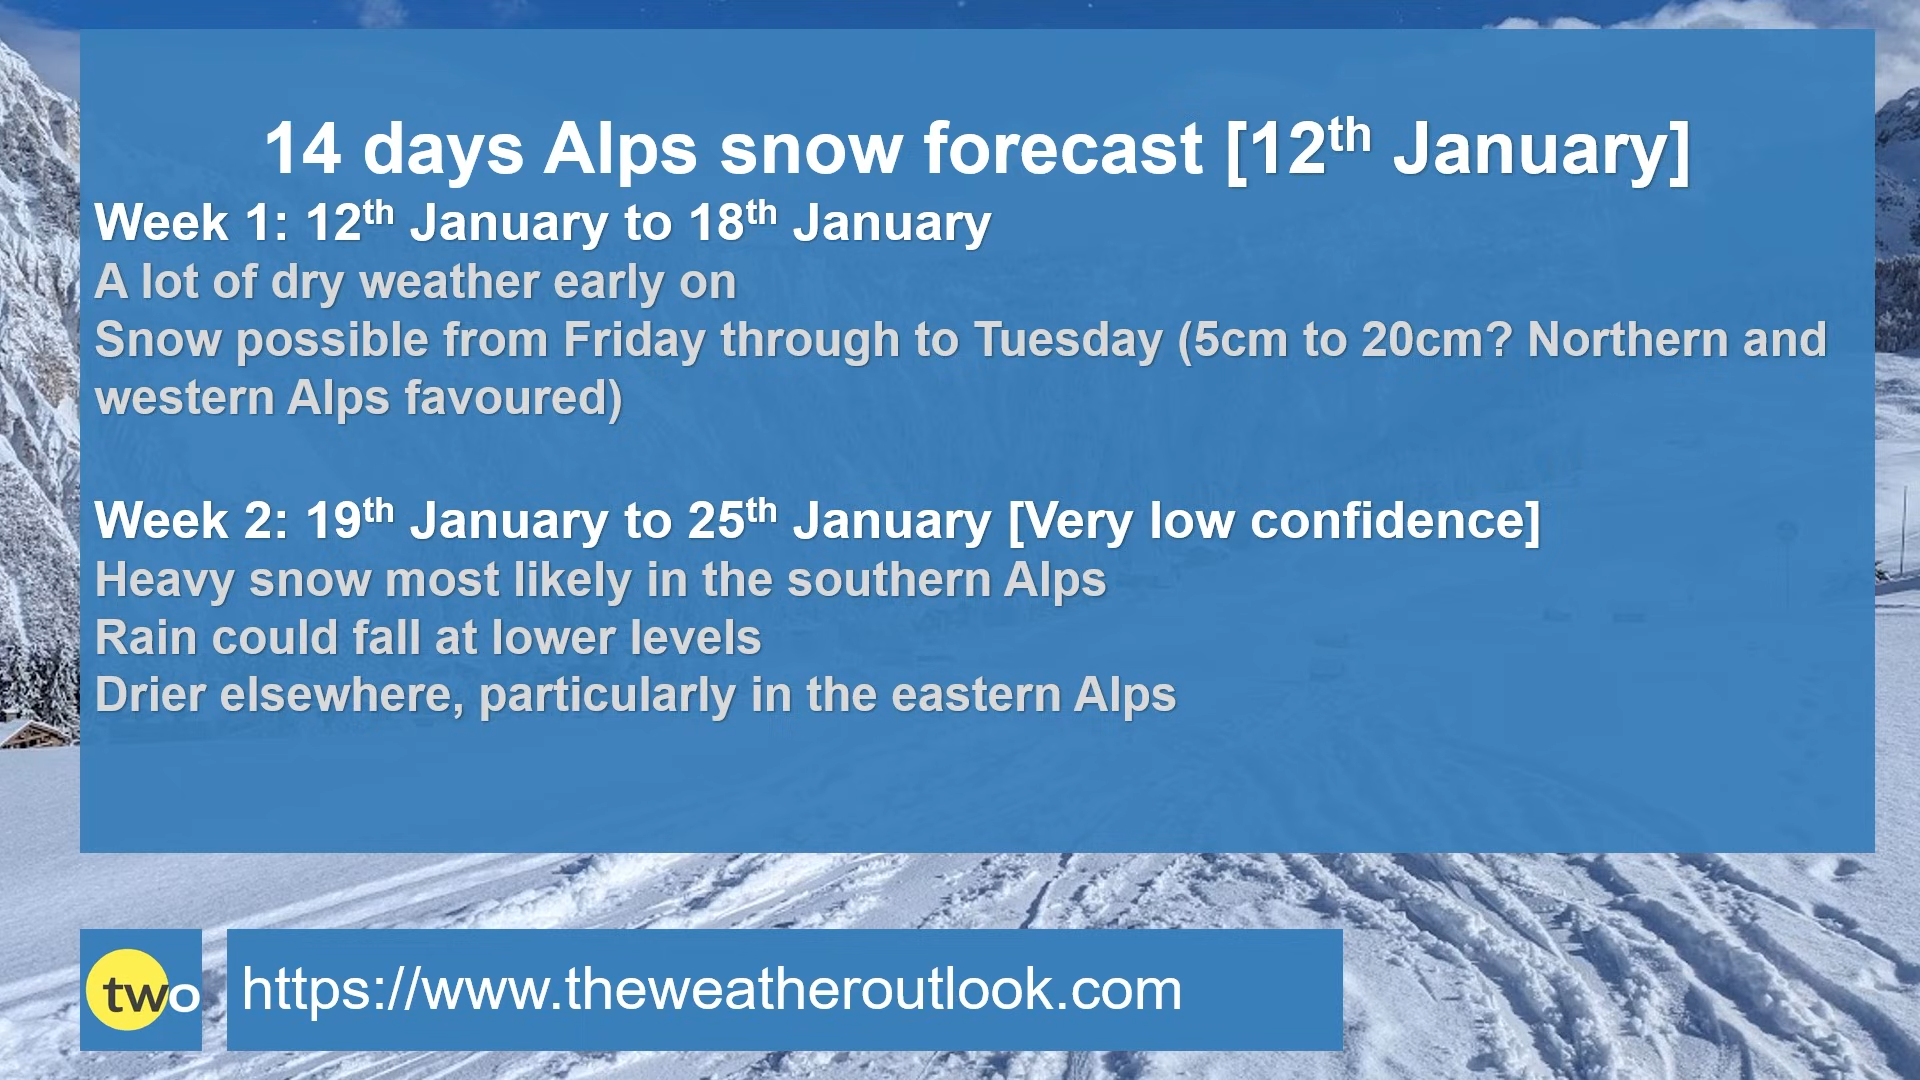 14 days Alps snow forecast [12th January]
Week 1: 12th January to 18th January
A lot of dry weather early on
Snow possible from Friday through to Tuesday (5cm to 20cm? Northern and
western Alps favoured)
Week 2: 19th January to 25th January [Very low confidence]
Heavy snow most likely in the southern Alps
Rain could fall at lower levels
Drier elsewhere, particularly in the eastern Alps
two
https://www.theweatheroutlook.com